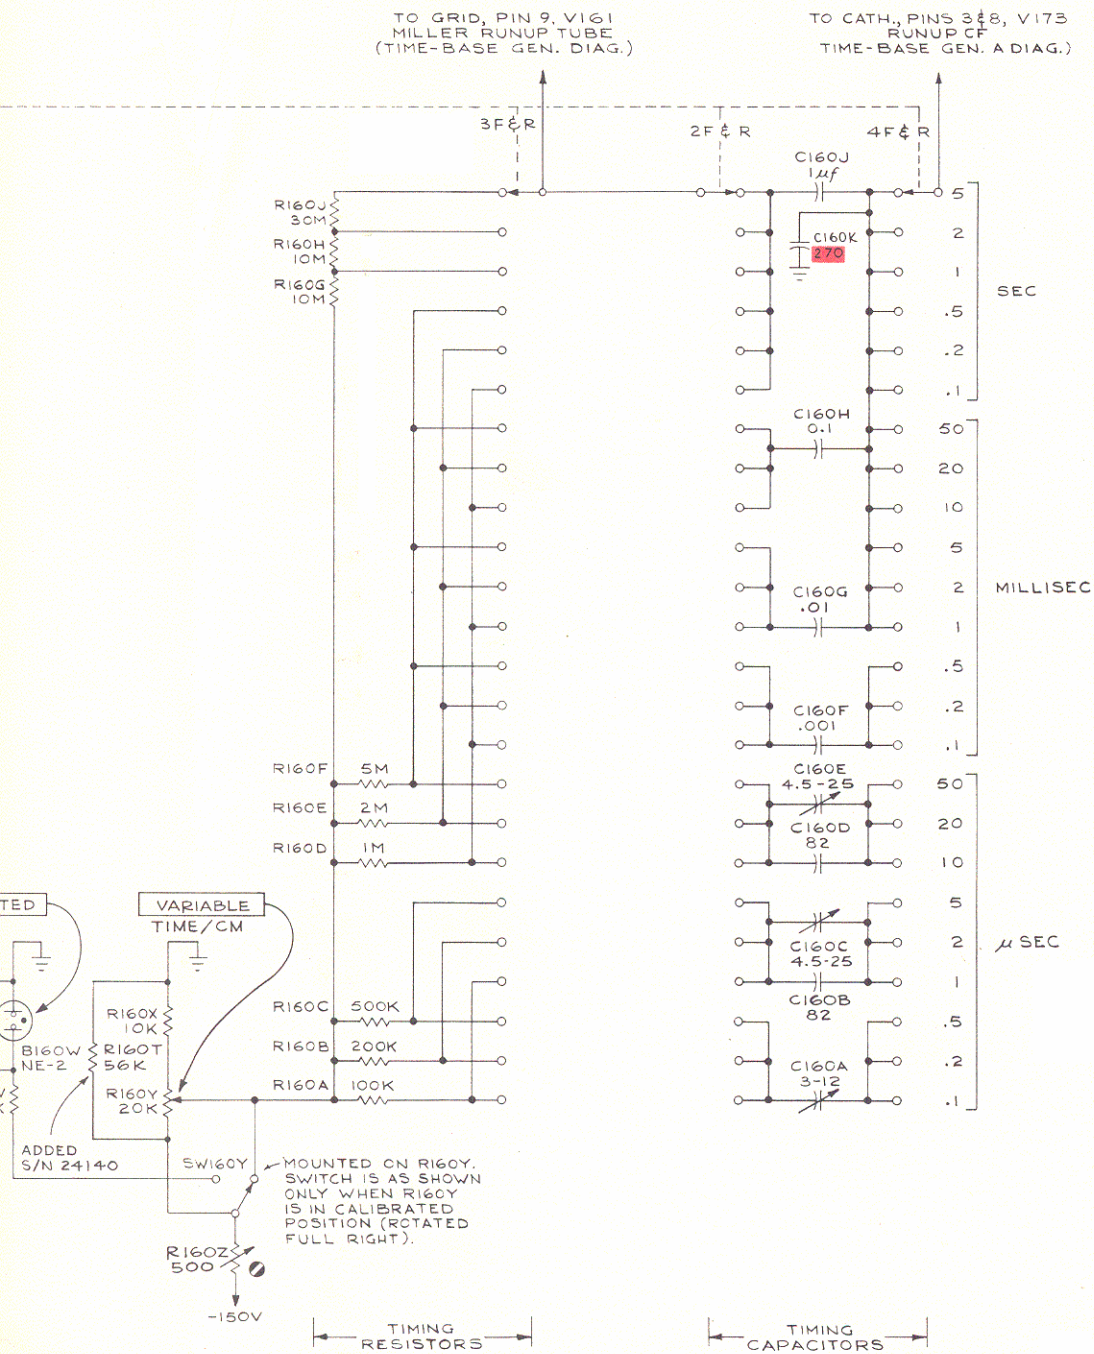 TO GRID, PIN 9, V161
MILLER RUNUP TUBE
(TIME-BASE GEN. DIAG.)
TO CATH., PINS 3&8, V173
RUNUP CF
TIME-BASE GEN. A DIAG.)
3F&R
2F&R
4F&R
C160J
1µf
5
R160J
30M
2
C160K
270
R160H
10M
1
R160G
10M
SEC
.5
.2
.1
C160H
0.1
50
20
10
5
2
MILLISEC
C160G
.01
1
.5
.2
C160F
.001
.1
R160F 5M
C160E
4.5-25
50
R160E 2M
20
C160D
82
R160D 1M
10
TED
VARIABLE
TIME/CM
5
2
µ SEC
C160C
4.5-25
1
C160B
82
R160C 500K
R160X
10K
.5
R160B 200K
B160W
NE-2
R160T
56K
.2
C160A
3-12
R160A 100K
R160Y
20K
.1
ADDED
S/N 24140
SW160Y
MOUNTED ON R160Y.
SWITCH IS AS SHOWN
ONLY WHEN R160Y
IS IN CALIBRATED
POSITION (ROTATED
FULL RIGHT).
R160Z
500
-150V
TIMING
RESISTORS
TIMING
CAPACITORS